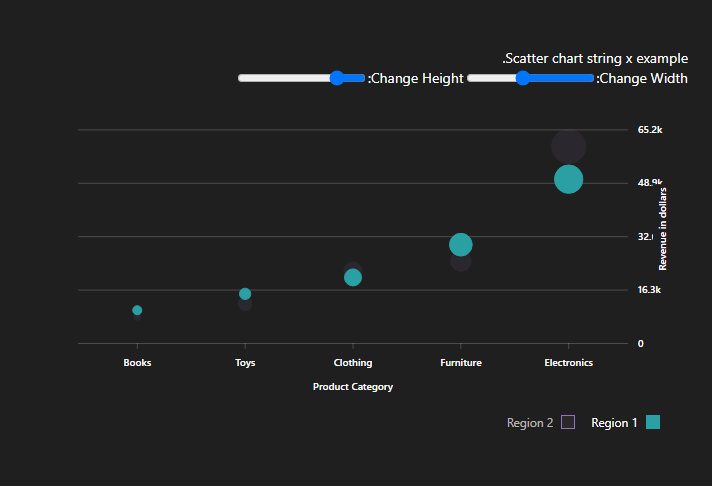 .Scatter chart string x example
:Change Height :Change Width
65.2k
48.9k
32.
16.3k
0
Revenue in dollars
Books Toys Clothing Furniture Electronics
Product Category
Region 2 Region 1